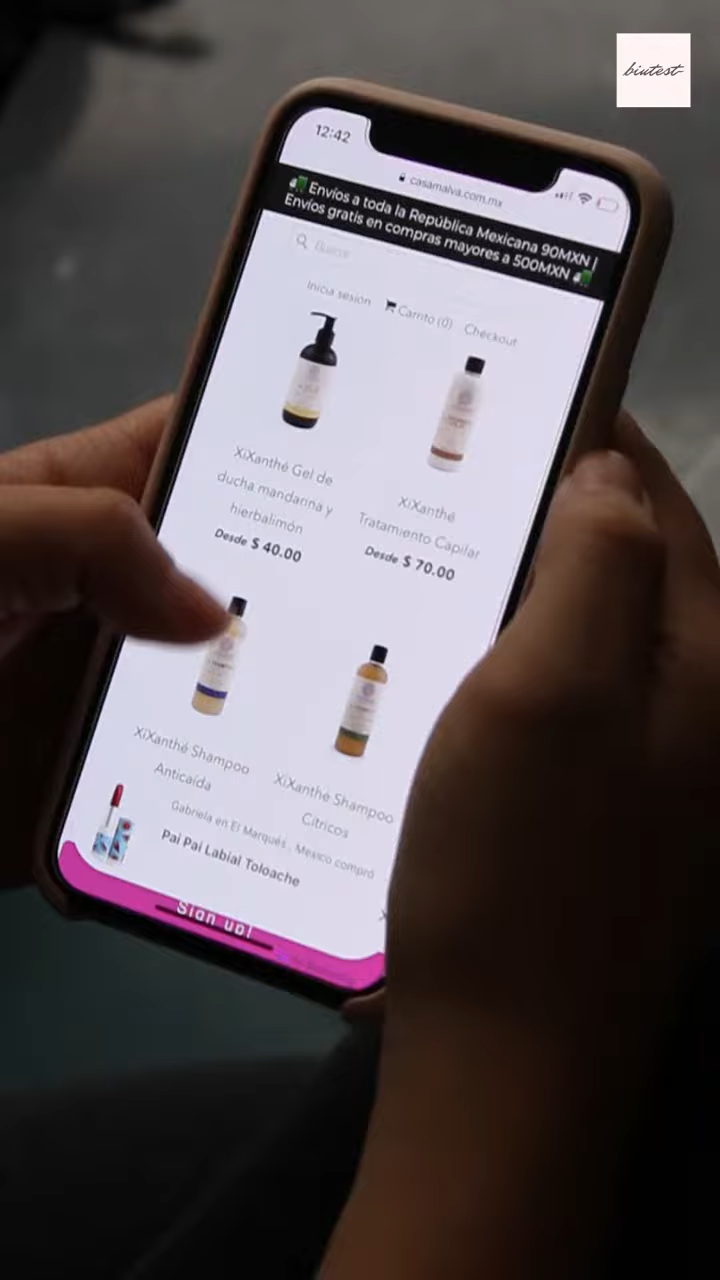 biutest
12:42
casamalva.com.mx
Envíos a toda la República Mexicana 90MXN |
Envíos gratis en compras mayores a 500MXN
Buscar
Inicia sesión Carrito (0) Checkout
XiXanthé Gel de
ducha mandarina y
hierbalimón
Desde $ 40.00
XiXanthé
Tratamiento Capilar
Desde $ 70.00
XiXanthé Shampoo
Anticaída
XiXanthé Shampoo
Cítricos
Gabriela en El Marqués , Mexico compró
Pai Pai Labial Toloache
Sign up!